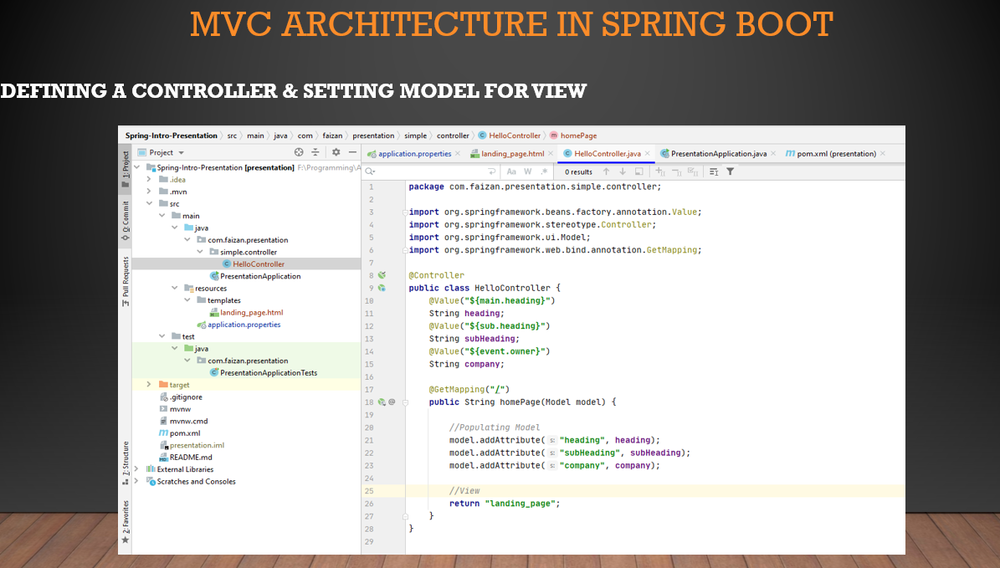 MVC ARCHITECTURE IN SPRING BOOT
DEFINING A CONTROLLER & SETTING MODEL FOR VIEW
Spring-Intro-Presentation src main java com faizan presentation simple controller HelloController homePage
Project
application.properties landing_page.html HelloController.java PresentationApplication.java pom.xml (presentation)
Aa W .* 0 results
1: Project
0: Commit
Pull Requests
7: Structure
2: Favorites
Spring-Intro-Presentation [presentation] F:\Programming\A
.idea
.mvn
src
main
java
com.faizan.presentation
simple.controller
HelloController
PresentationApplication
resources
templates
landing_page.html
application.properties
test
java
com.faizan.presentation
PresentationApplicationTests
target
.gitignore
mvnw
mvnw.cmd
pom.xml
presentation.iml
README.md
External Libraries
Scratches and Consoles
1 package com.faizan.presentation.simple.controller;
2
3 import org.springframework.beans.factory.annotation.Value;
4 import org.springframework.stereotype.Controller;
5 import org.springframework.ui.Model;
6 import org.springframework.web.bind.annotation.GetMapping;
7
8 @Controller
9 public class HelloController {
10 @Value("${main.heading}")
11 String heading;
12 @Value("${sub.heading}")
13 String subHeading;
14 @Value("${event.owner}")
15 String company;
16
17 @GetMapping("/")
18 @ public String homePage(Model model) {
19
20 //Populating Model
21 model.addAttribute( s: "heading", heading);
22 model.addAttribute( s: "subHeading", subHeading);
23 model.addAttribute( s: "company", company);
24
25 //View
26 return "landing_page";
27 }
28 }
29